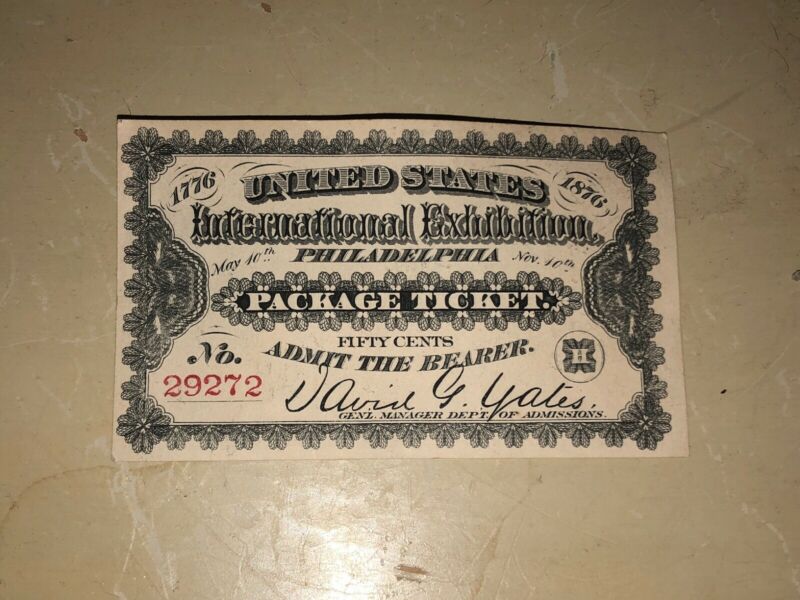 1776 UNITED STATES 1876
International Exhibition,
May 10th PHILADELPHIA Nov. 10th
PACKAGE TICKET.
FIFTY CENTS
ADMIT THE BEARER.
No. 29272
H
David G. Yates,
GENL. MANAGER DEPT. OF ADMISSIONS.